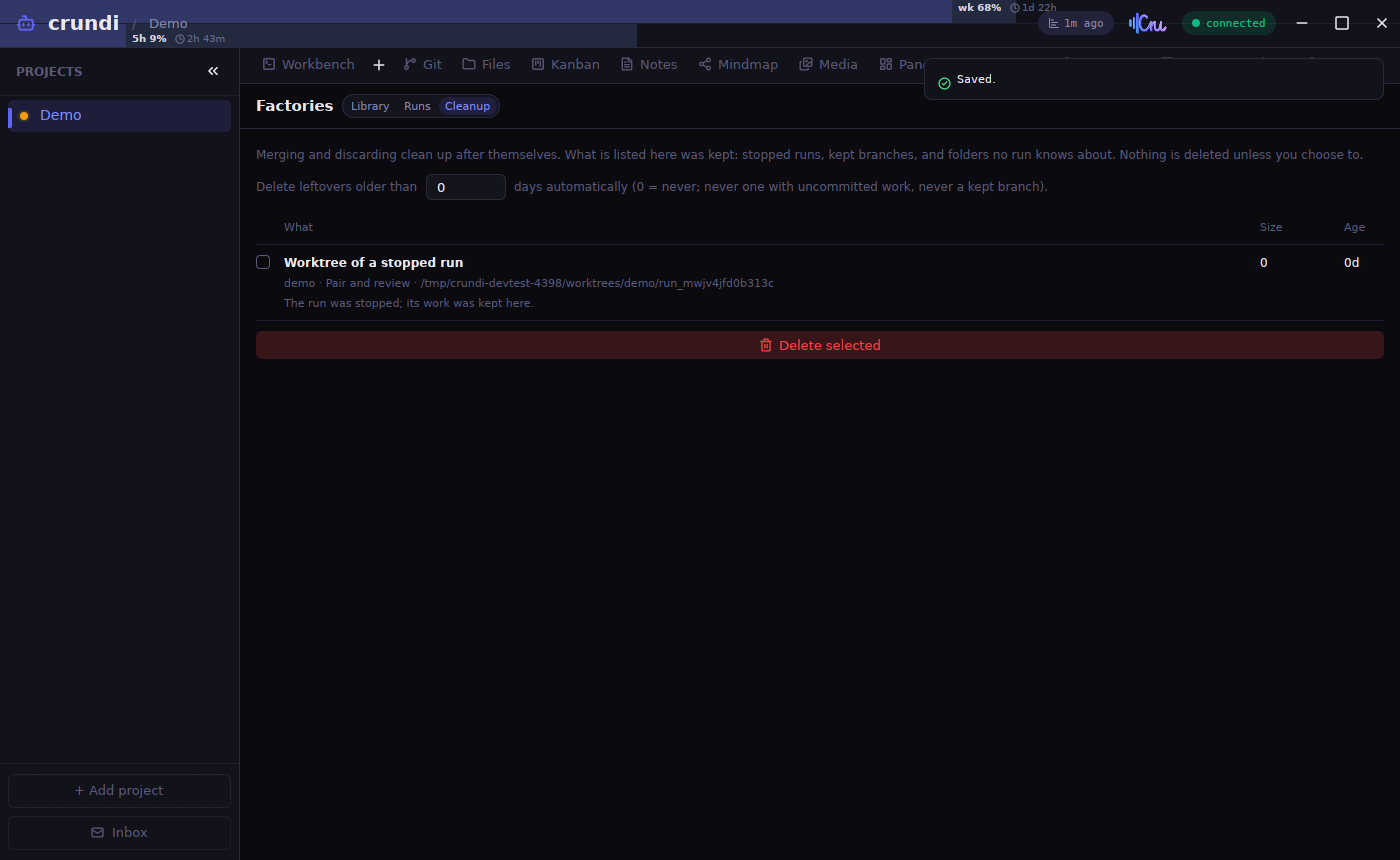 wk 68% 1d 22h
crundi / Demo
1m ago
connected
5h 9% 2h 43m
PROJECTS
Workbench
Git
Files
Kanban
Notes
Mindmap
Media
Saved.
Demo
Factories Library Runs Cleanup
Merging and discarding clean up after themselves. What is listed here was kept: stopped runs, kept branches, and folders no run knows about. Nothing is deleted unless you choose to.
Delete leftovers older than 0 days automatically (0 = never; never one with uncommitted work, never a kept branch).
What Size Age
Worktree of a stopped run 0 0d
demo · Pair and review · /tmp/crundi-devtest-4398/worktrees/demo/run_mwjv4jfd0b313c
The run was stopped; its work was kept here.
Delete selected
+ Add project
Inbox